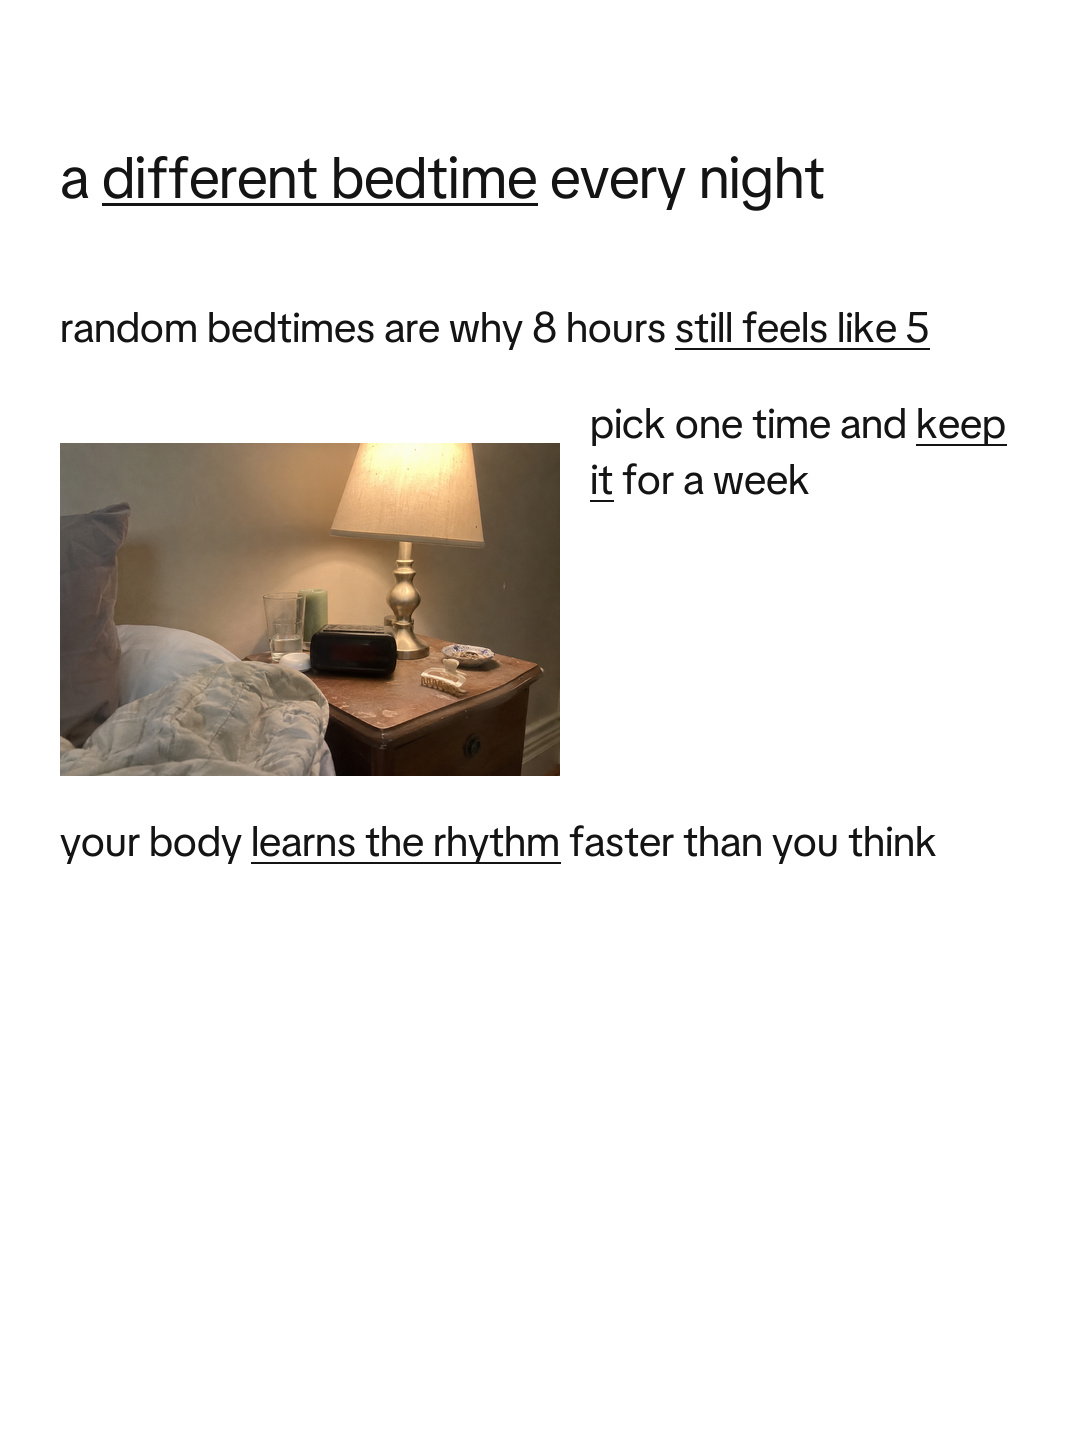 a different bedtime every night
random bedtimes are why 8 hours still feels like 5
pick one time and keep
it for a week
your body learns the rhythm faster than you think